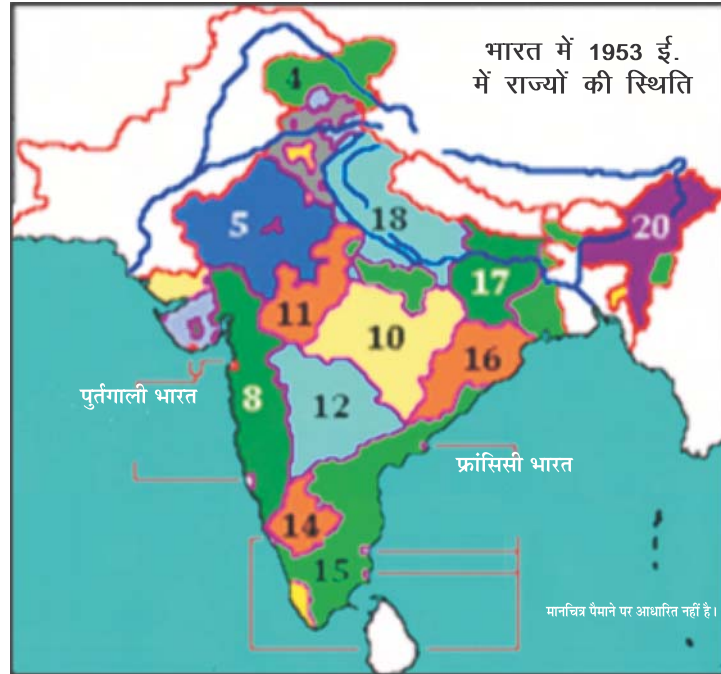 भारत में 1953 ई.
में राज्यों की स्थिति
4
5
18
20
17
11
10
16
8
12
14
15
पुर्तगाली भारत
फ्रांसिसी भारत
मानचित्र पैमाने पर आधारित नहीं है।